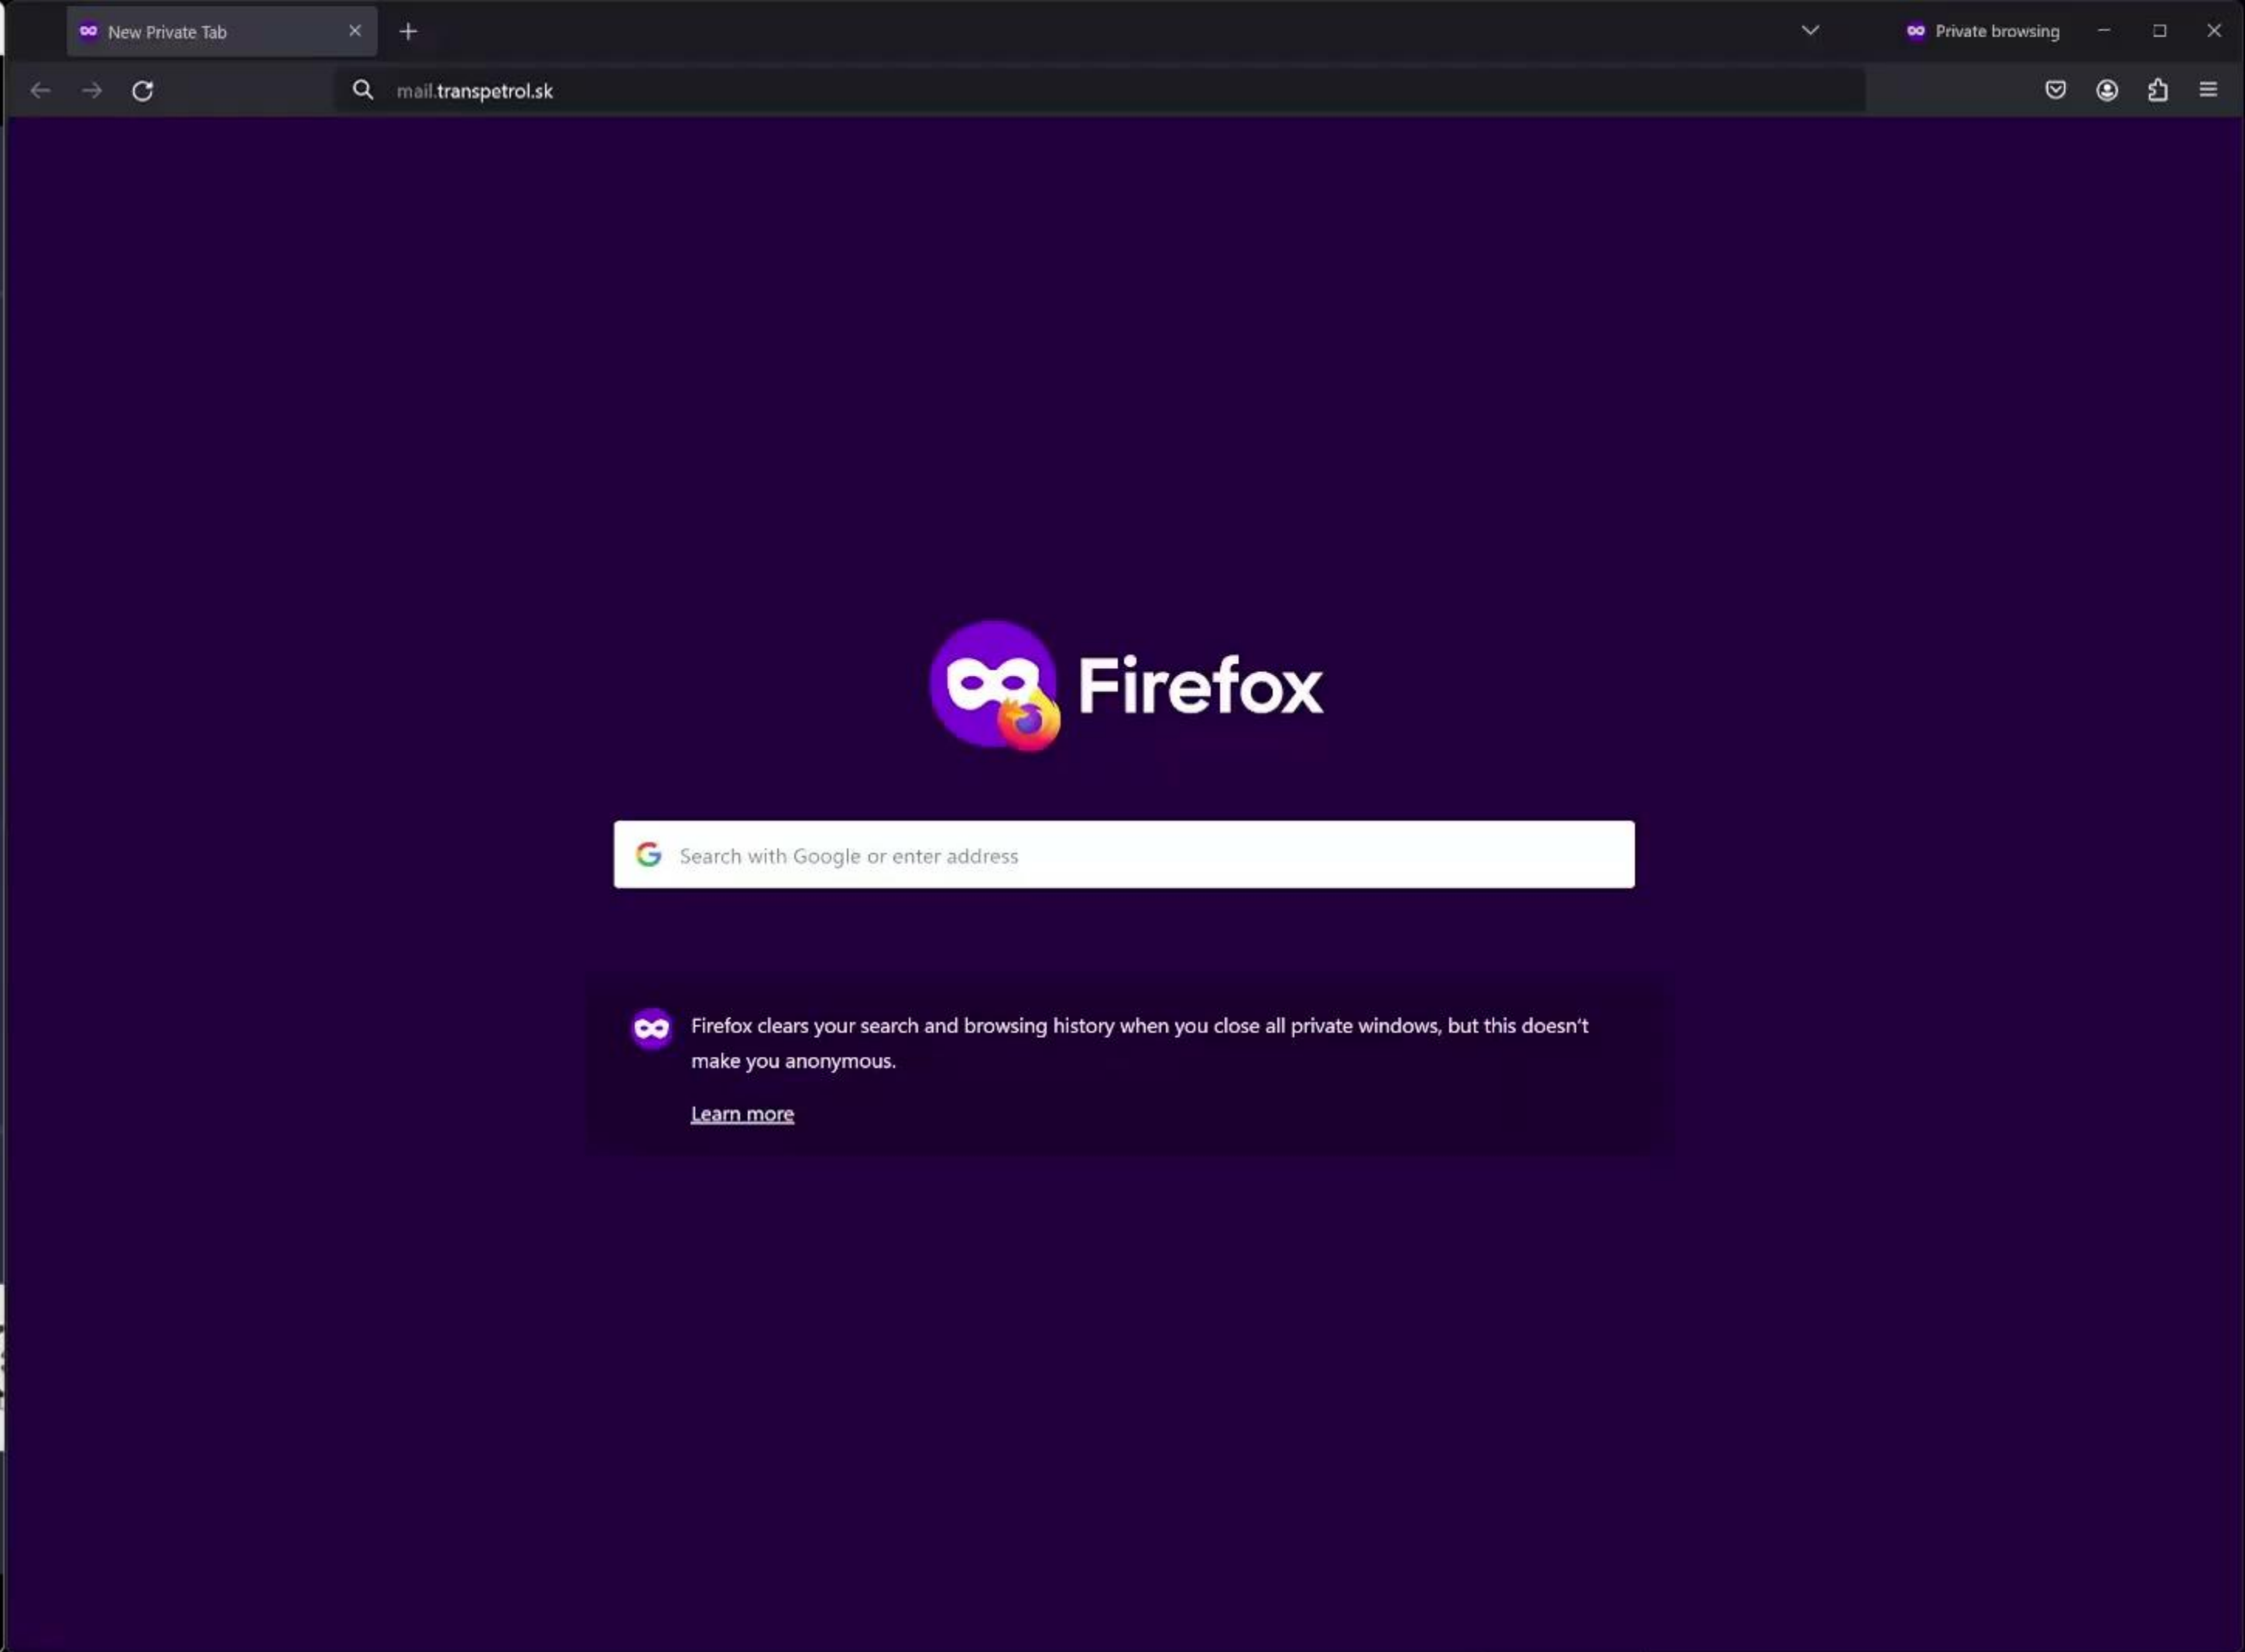 New Private Tab
Private browsing
mail.transpetrol.sk
Firefox
Search with Google or enter address
Firefox clears your search and browsing history when you close all private windows, but this doesn't
make you anonymous.
Learn more